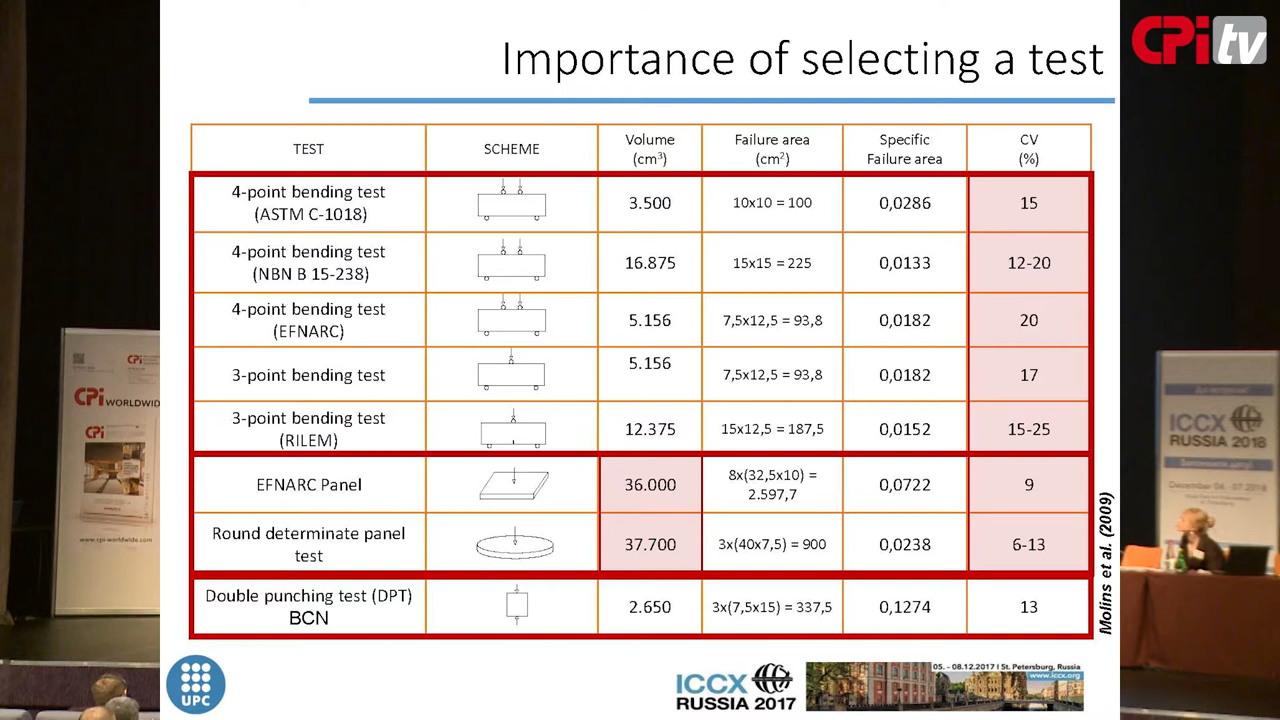 CPi tv
Importance of selecting a test
TEST
SCHEME
Volume
(cm³)
Failure area
(cm²)
Specific
Failure area
CV
(%)
4-point bending test
(ASTM C-1018)
3.500
10x10 = 100
0,0286
15
4-point bending test
(NBN B 15-238)
16.875
15x15 = 225
0,0133
12-20
4-point bending test
(EFNARC)
5.156
7,5x12,5 = 93,8
0,0182
20
3-point bending test
5.156
7,5x12,5 = 93,8
0,0182
17
3-point bending test
(RILEM)
12.375
15x12,5 = 187,5
0,0152
15-25
EFNARC Panel
36.000
8x(32,5x10) =
2.597,7
0,0722
9
Round determinate panel
test
37.700
3x(40x7,5) = 900
0,0238
6-13
Double punching test (DPT)
BCN
2.650
3x(7,5x15) = 337,5
0,1274
13
Molins et al. (2009)
UPC
ICCX
RUSSIA 2017
05. - 08.12.2017 | St. Petersburg, Russia
www.iccx.org
CPi
CPi WORLDWIDE
CPi
www.cpi-worldwide.com
ICCX
RUSSIA 2018
December 04. - 07. 2018